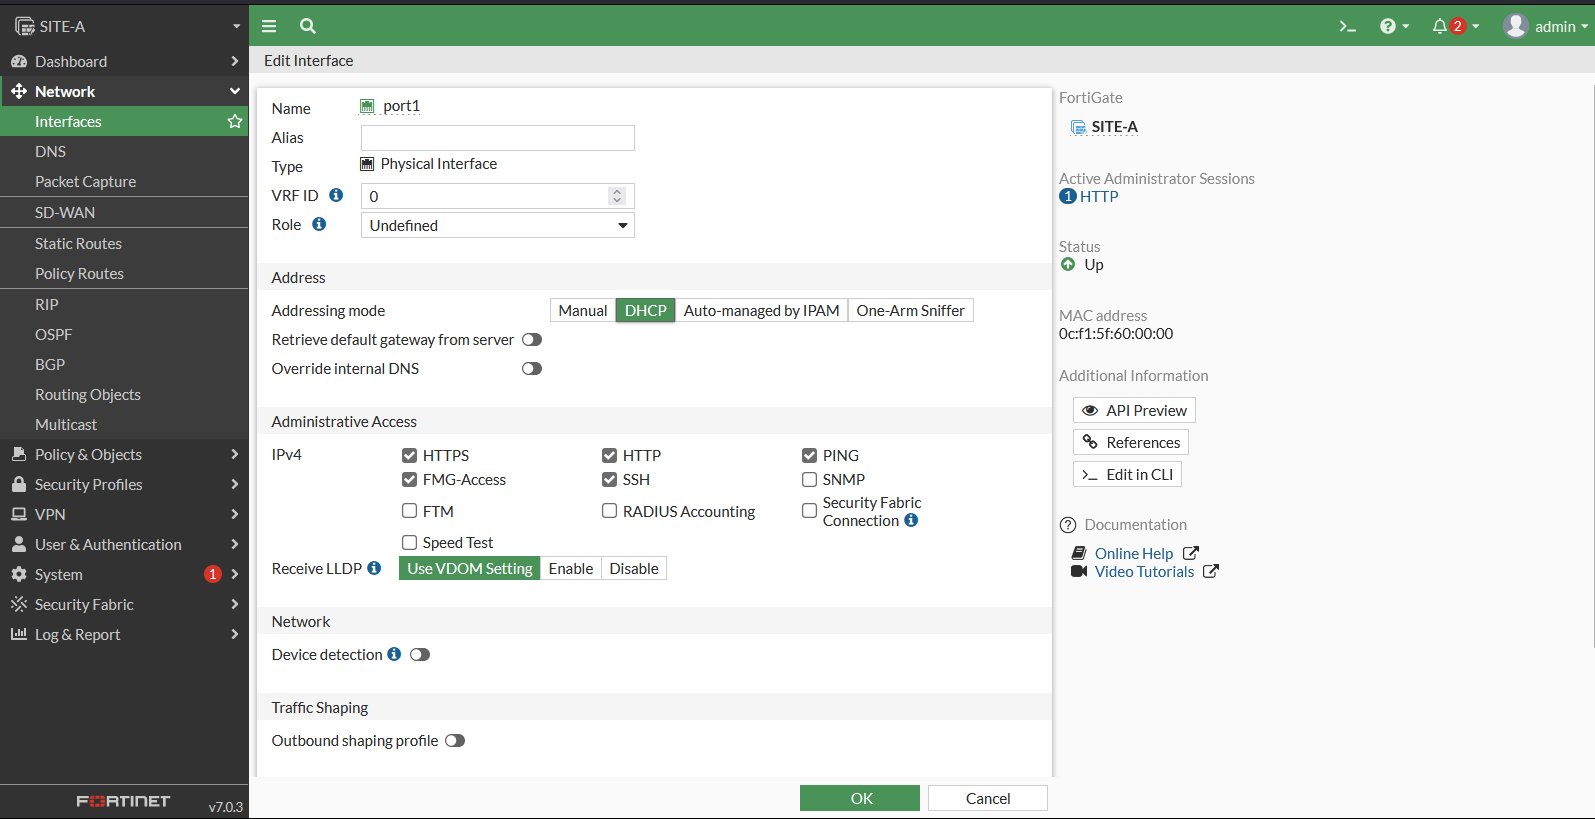 SITE-A
2
admin
Dashboard
Network
Interfaces
DNS
Packet Capture
SD-WAN
Static Routes
Policy Routes
RIP
OSPF
BGP
Routing Objects
Multicast
Policy & Objects
Security Profiles
VPN
User & Authentication
System 1
Security Fabric
Log & Report
FORTINET v7.0.3
Edit Interface
Name port1
Alias
Type Physical Interface
VRF ID 0
Role Undefined
Address
Addressing mode Manual DHCP Auto-managed by IPAM One-Arm Sniffer
Retrieve default gateway from server
Override internal DNS
Administrative Access
IPv4 HTTPS HTTP PING
FMG-Access SSH SNMP
FTM RADIUS Accounting Security Fabric
Connection
Speed Test
Receive LLDP Use VDOM Setting Enable Disable
Network
Device detection
Traffic Shaping
Outbound shaping profile
OK Cancel
FortiGate
SITE-A
Active Administrator Sessions
1 HTTP
Status
Up
MAC address
0c:f1:5f:60:00:00
Additional Information
API Preview
References
>_ Edit in CLI
Documentation
Online Help
Video Tutorials